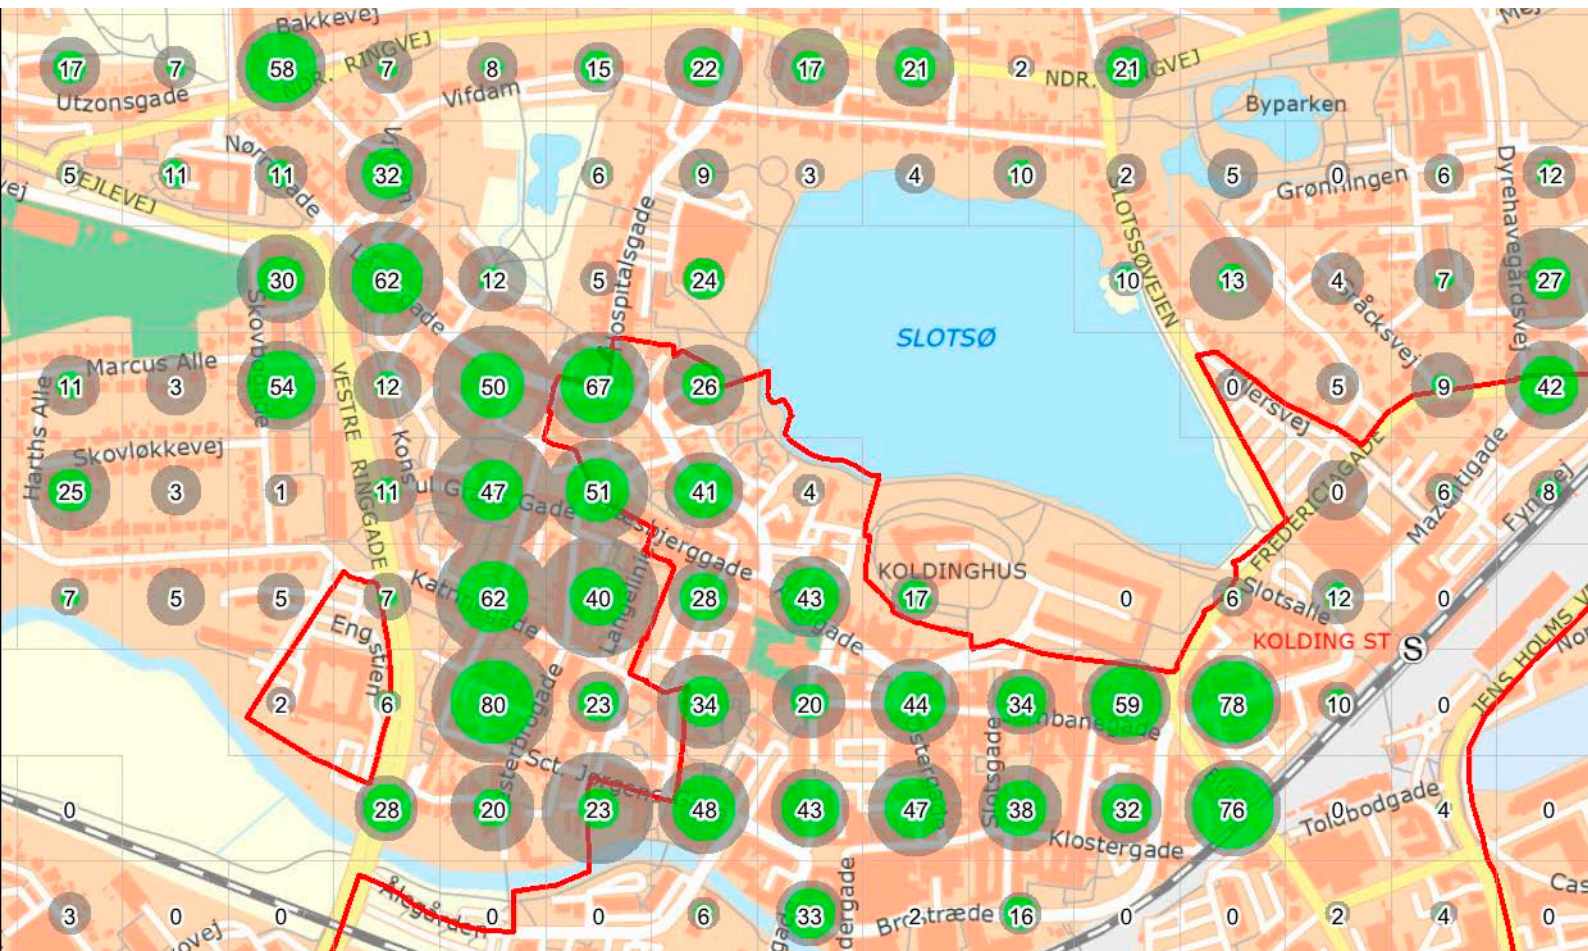 Bakkevej
17 7 58 7 8 15 22 17 21 2 21
NDR. RINGVEJ
NDR.
Utzonsgade
Vifdam
Byparken
5 11 11 32 6 9 3 4 10 2 5 0 6 12
Grønningen
Dyrehavegårdsvej
Hospitalsgade
SLOTSSØVEJEN
30 62 12 5 24 10 13 4 7 27
Skovbogade
SLOTSØ
Gråcksvej
Marcus Alle
11 3 54 12 50 67 26 0 5 9 42
Harths Alle
VESTRE RINGGADE
Skovløkkevej
FREDERICIAGADE
Mazantigade
25 3 1 11 47 51 41 4 0 6 8
KOLDINGHUS
Langelinie
7 5 5 7 62 40 28 43 17 0 6 12 0
Slotsalle
Engstien
KOLDING ST S
JENS HOLMS
2 6 80 23 34 20 44 34 59 78 10 0
Slotsgade
Sct. Jørgens
0 28 20 23 48 43 47 38 32 76 0 4 0
Toldbodgade
Klostergade
Ålegården
3 0 0 0 0 6 33 2 16 0 0 2 4 0